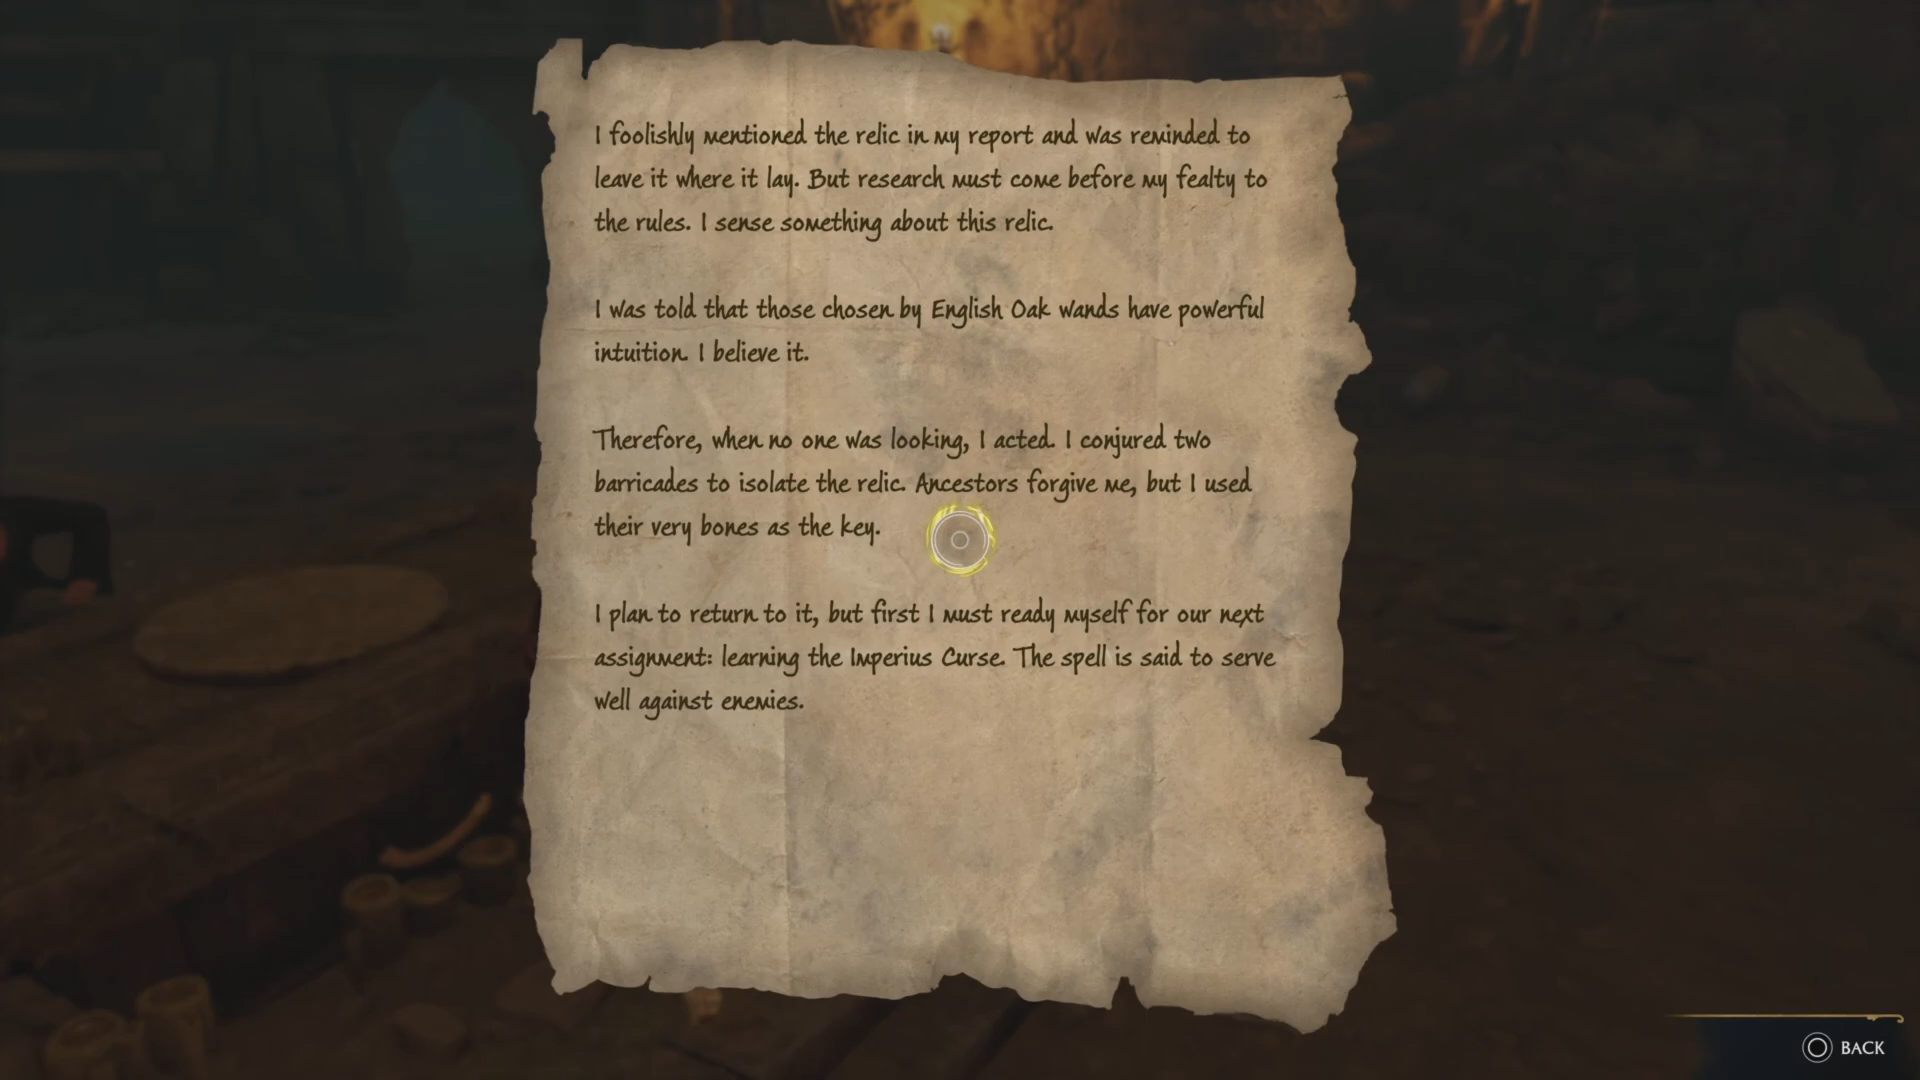 I foolishly mentioned the relic in my report and was reminded to
leave it where it lay. But research must come before my fealty to
the rules. I sense something about this relic.
I was told that those chosen by English Oak wands have powerful
intuition. I believe it.
Therefore, when no one was looking, I acted. I conjured two
barricades to isolate the relic. Ancestors forgive me, but I used
their very bones as the key.
I plan to return to it, but first I must ready myself for our next
assignment: learning the Imperius Curse. The spell is said to serve
well against enemies.
BACK